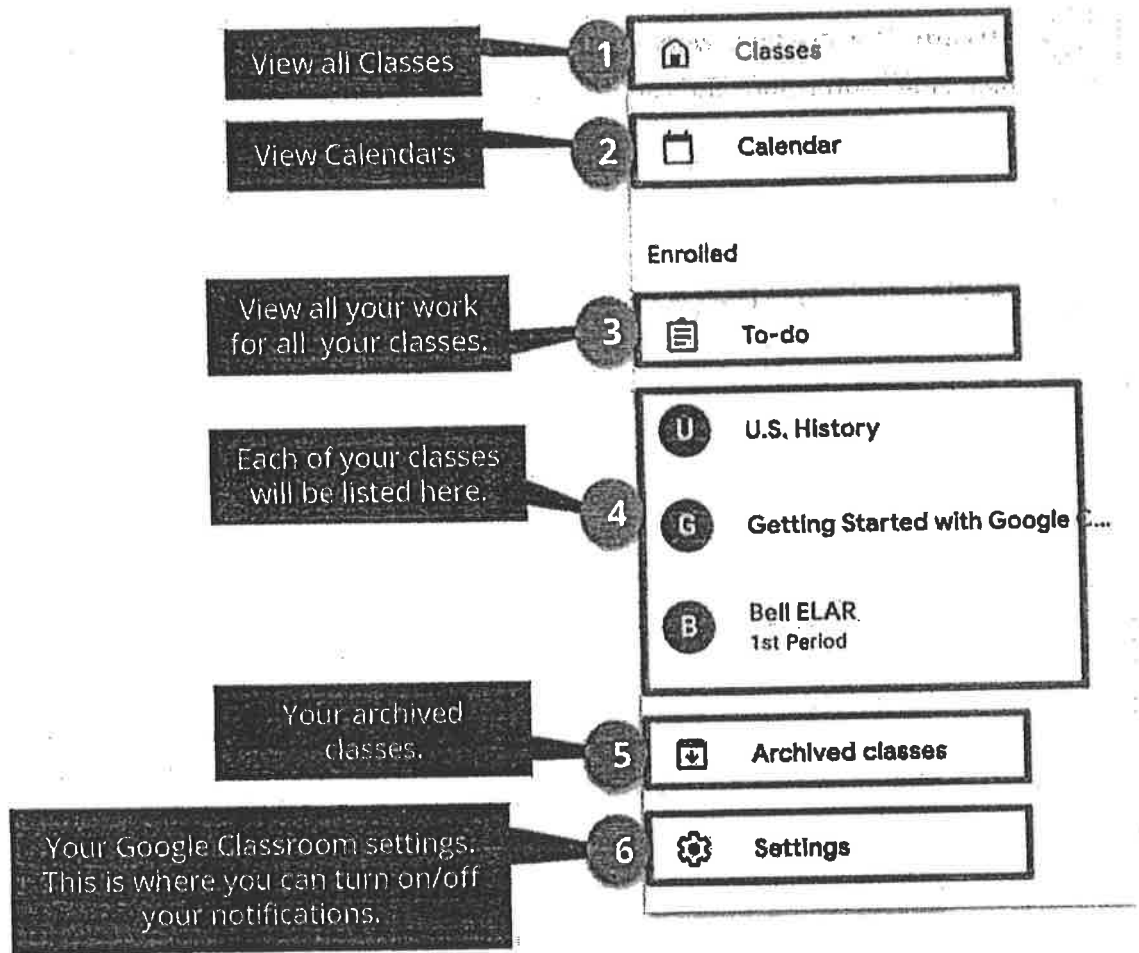 View all Classes
1
Classes
View Calendars
2
Calendar
Enrolled
View all your work
for all your classes.
3
To-do
Each of your classes
will be listed here.
4
U
U.S. History
G
Getting Started with Google C...
B
Bell ELAR
1st Period
Your archived
classes.
5
Archived classes
Your Google Classroom settings.
This is where you can turn on/off
your notifications.
6
Settings